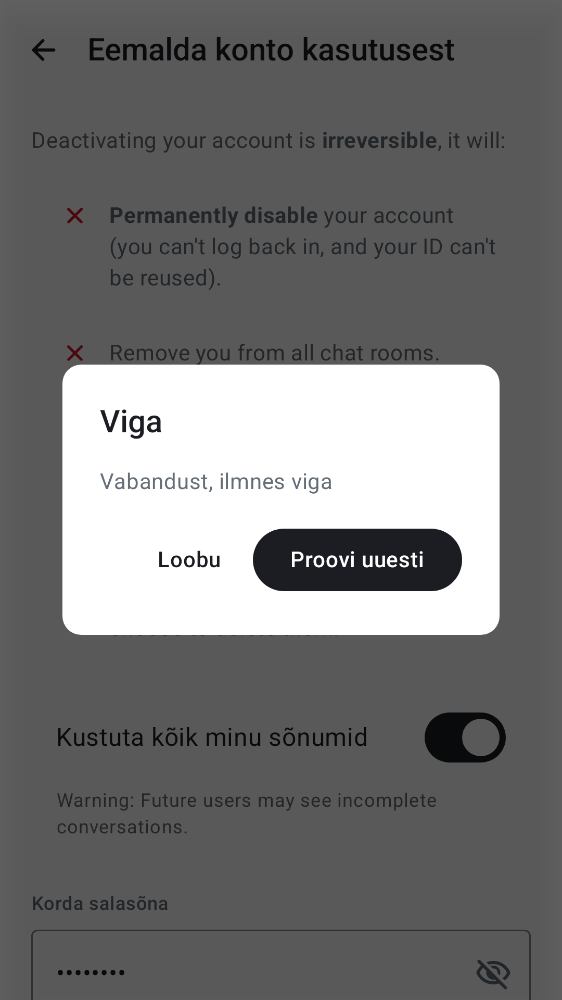 Eemalda konto kasutusest
Deactivating your account is irreversible, it will:
Permanently disable your account
(you can't log back in, and your ID can't
be reused).
Remove you from all chat rooms.
Viga
Vabandust, ilmnes viga
Loobu
Proovi uuesti
Kustuta kõik minu sõnumid
Warning: Future users may see incomplete
conversations.
Korda salasõna
••••••••